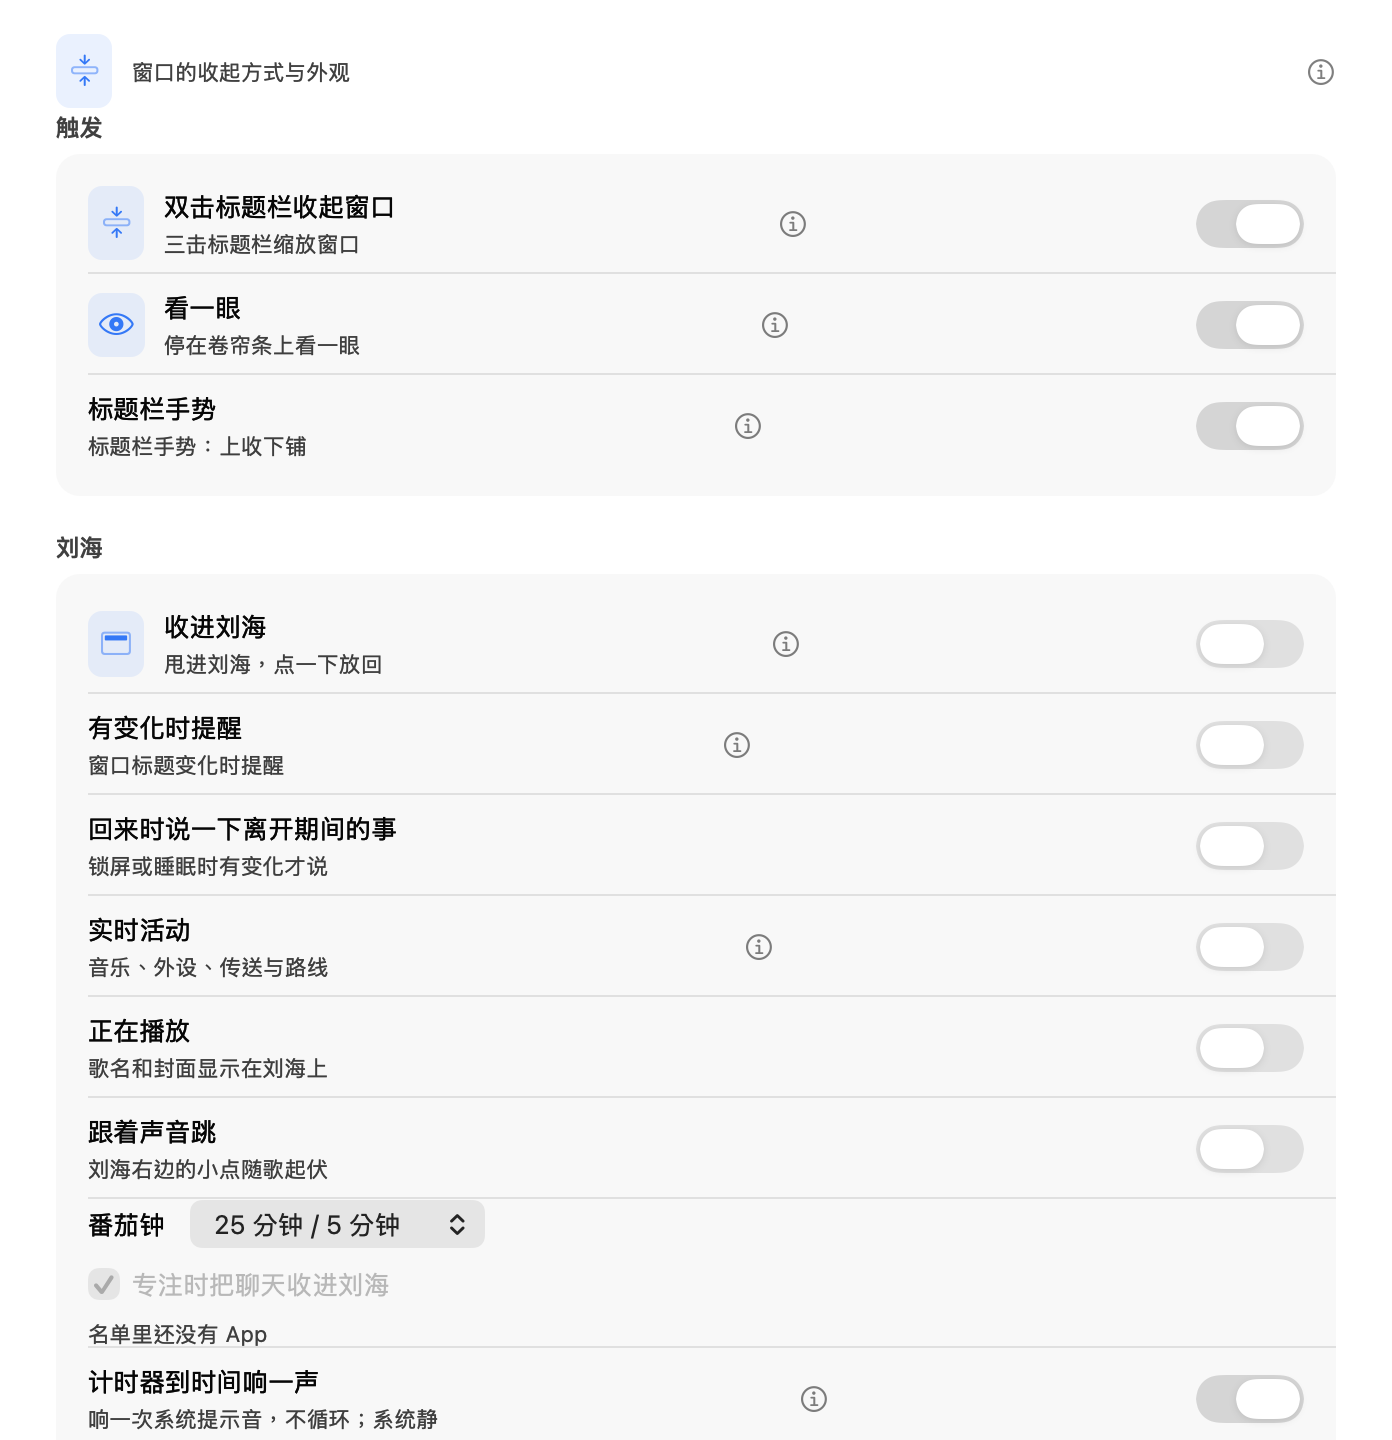 窗口的收起方式与外观
触发
双击标题栏收起窗口
三击标题栏缩放窗口
看一眼
停在卷帘条上看一眼
标题栏手势
标题栏手势：上收下铺
刘海
收进刘海
甩进刘海，点一下放回
有变化时提醒
窗口标题变化时提醒
回来时说一下离开期间的事
锁屏或睡眠时有变化才说
实时活动
音乐、外设、传送与路线
正在播放
歌名和封面显示在刘海上
跟着声音跳
刘海右边的小点随歌起伏
番茄钟 25 分钟 / 5 分钟
专注时把聊天收进刘海
名单里还没有 App
计时器到时间响一声
响一次系统提示音，不循环；系统静